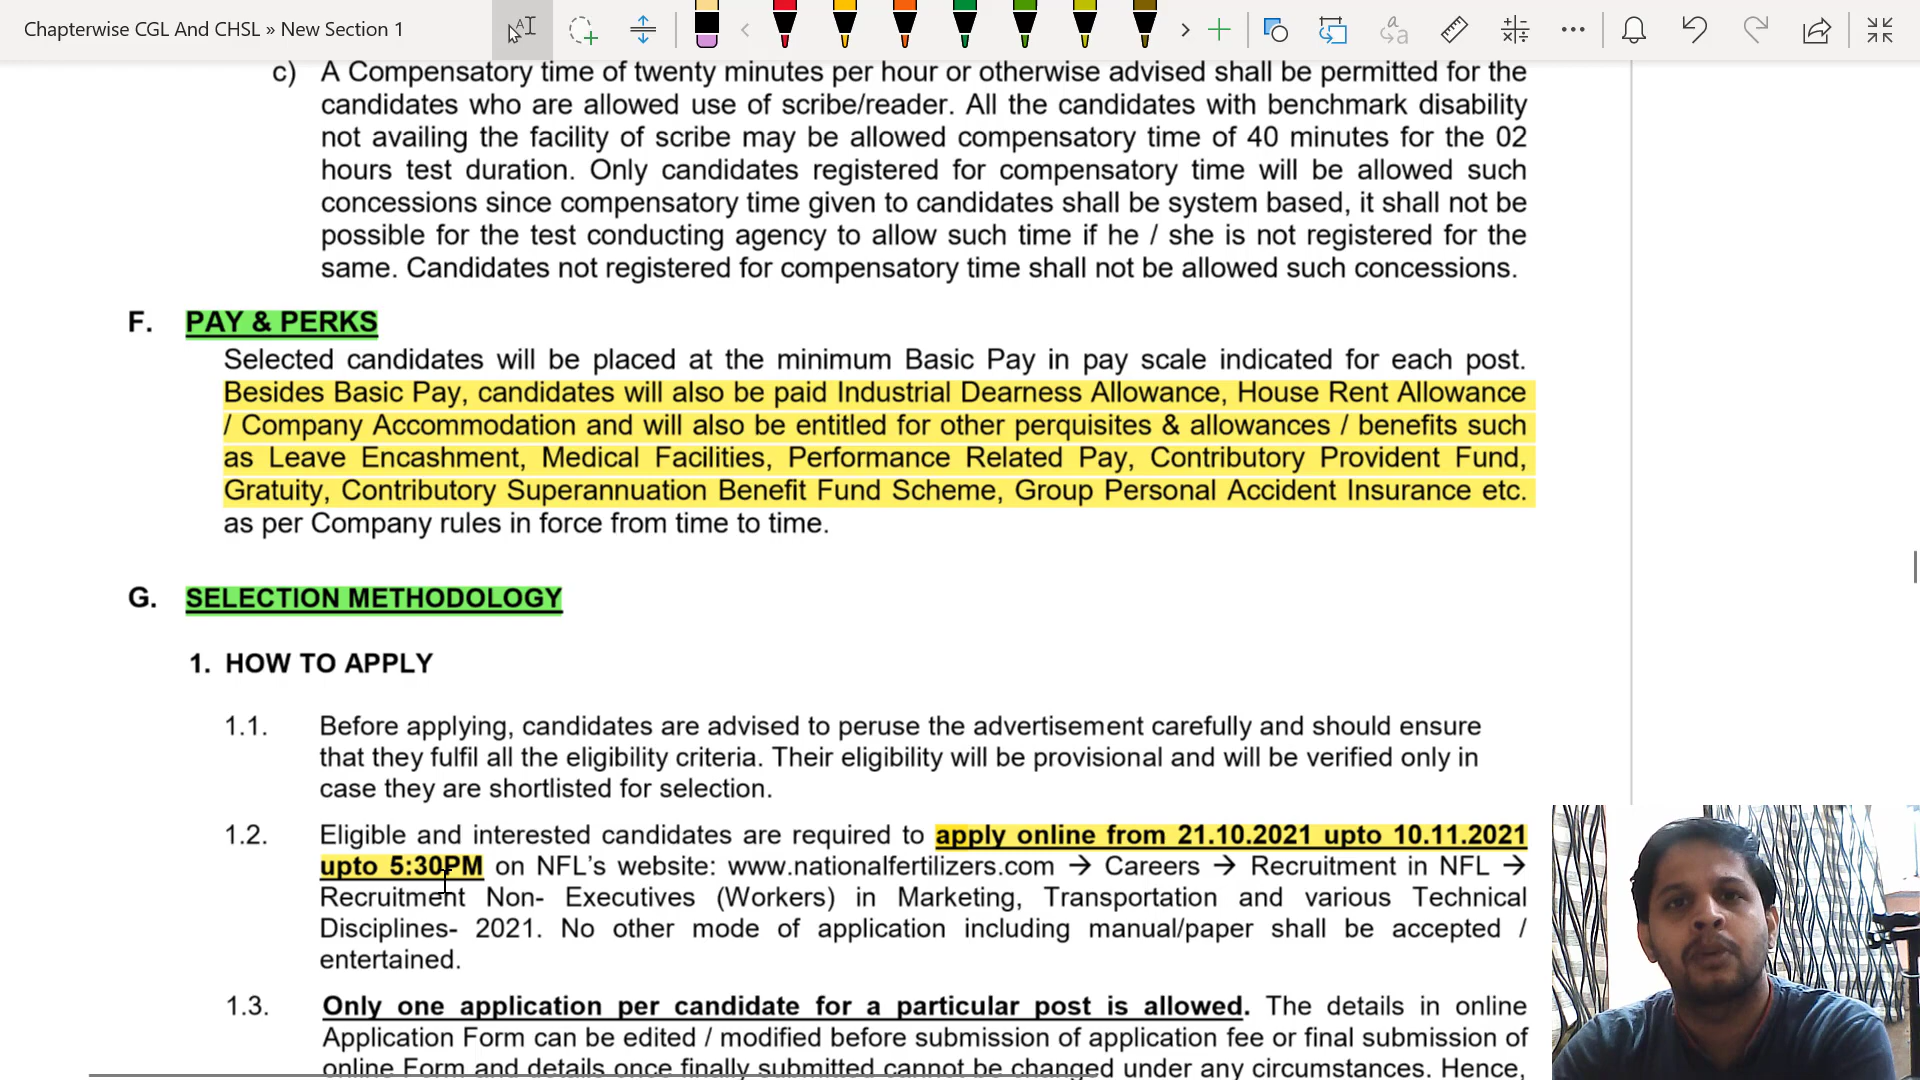 Chapterwise CGL And CHSL » New Section 1
c) A Compensatory time of twenty minutes per hour or otherwise advised shall be permitted for the
candidates who are allowed use of scribe/reader. All the candidates with benchmark disability
not availing the facility of scribe may be allowed compensatory time of 40 minutes for the 02
hours test duration. Only candidates registered for compensatory time will be allowed such
concessions since compensatory time given to candidates shall be system based, it shall not be
possible for the test conducting agency to allow such time if he / she is not registered for the
same. Candidates not registered for compensatory time shall not be allowed such concessions.
F. PAY & PERKS
Selected candidates will be placed at the minimum Basic Pay in pay scale indicated for each post.
Besides Basic Pay, candidates will also be paid Industrial Dearness Allowance, House Rent Allowance
/ Company Accommodation and will also be entitled for other perquisites & allowances / benefits such
as Leave Encashment, Medical Facilities, Performance Related Pay, Contributory Provident Fund,
Gratuity, Contributory Superannuation Benefit Fund Scheme, Group Personal Accident Insurance etc.
as per Company rules in force from time to time.
G. SELECTION METHODOLOGY
1. HOW TO APPLY
1.1. Before applying, candidates are advised to peruse the advertisement carefully and should ensure
that they fulfil all the eligibility criteria. Their eligibility will be provisional and will be verified only in
case they are shortlisted for selection.
1.2. Eligible and interested candidates are required to apply online from 21.10.2021 upto 10.11.2021
upto 5:30PM on NFL's website: www.nationalfertilizers.com → Careers → Recruitment in NFL →
Recruitment Non- Executives (Workers) in Marketing, Transportation and various Technical
Disciplines- 2021. No other mode of application including manual/paper shall be accepted /
entertained.
1.3. Only one application per candidate for a particular post is allowed. The details in online
Application Form can be edited / modified before submission of application fee or final submission of
online Form and details once finally submitted cannot be changed under any circumstances. Hence,